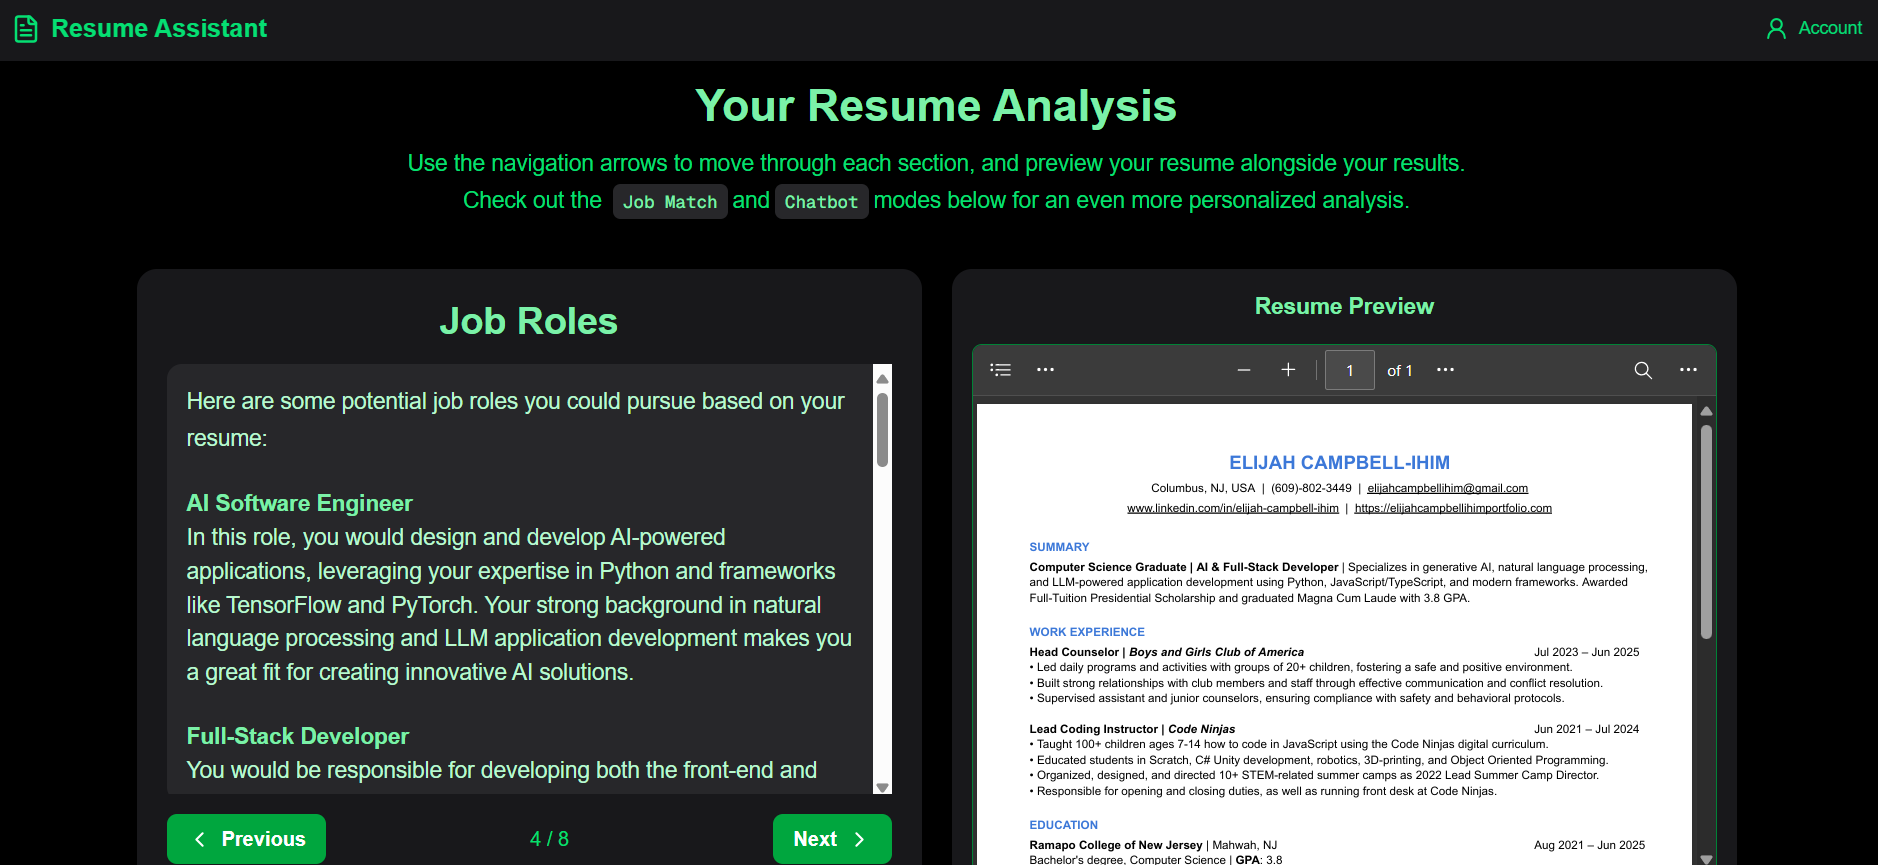 Resume Assistant
Account
Your Resume Analysis
Use the navigation arrows to move through each section, and preview your resume alongside your results.
Check out the Job Match and Chatbot modes below for an even more personalized analysis.
Job Roles
Here are some potential job roles you could pursue based on your
resume:
AI Software Engineer
In this role, you would design and develop AI-powered
applications, leveraging your expertise in Python and frameworks
like TensorFlow and PyTorch. Your strong background in natural
language processing and LLM application development makes you
a great fit for creating innovative AI solutions.
Full-Stack Developer
You would be responsible for developing both the front-end and
Previous
4 / 8
Next
Resume Preview
1 of 1
ELIJAH CAMPBELL-IHIM
Columbus, NJ, USA | (609)-802-3449 | elijahcampbellihim@gmail.com
www.linkedin.com/in/elijah-campbell-ihim | https://elijahcampbellihimportfolio.com
SUMMARY
Computer Science Graduate | AI & Full-Stack Developer | Specializes in generative AI, natural language processing,
and LLM-powered application development using Python, JavaScript/TypeScript, and modern frameworks. Awarded
Full-Tuition Presidential Scholarship and graduated Magna Cum Laude with 3.8 GPA.
WORK EXPERIENCE
Head Counselor | Boys and Girls Club of America Jul 2023 – Jun 2025
• Led daily programs and activities with groups of 20+ children, fostering a safe and positive environment.
• Built strong relationships with club members and staff through effective communication and conflict resolution.
• Supervised assistant and junior counselors, ensuring compliance with safety and behavioral protocols.
Lead Coding Instructor | Code Ninjas Jun 2021 – Jul 2024
• Taught 100+ children ages 7-14 how to code in JavaScript using the Code Ninjas digital curriculum.
• Educated students in Scratch, C# Unity development, robotics, 3D-printing, and Object Oriented Programming.
• Organized, designed, and directed 10+ STEM-related summer camps as 2022 Lead Summer Camp Director.
• Responsible for opening and closing duties, as well as running front desk at Code Ninjas.
EDUCATION
Ramapo College of New Jersey | Mahwah, NJ Aug 2021 – Jun 2025
Bachelor's degree, Computer Science | GPA: 3.8